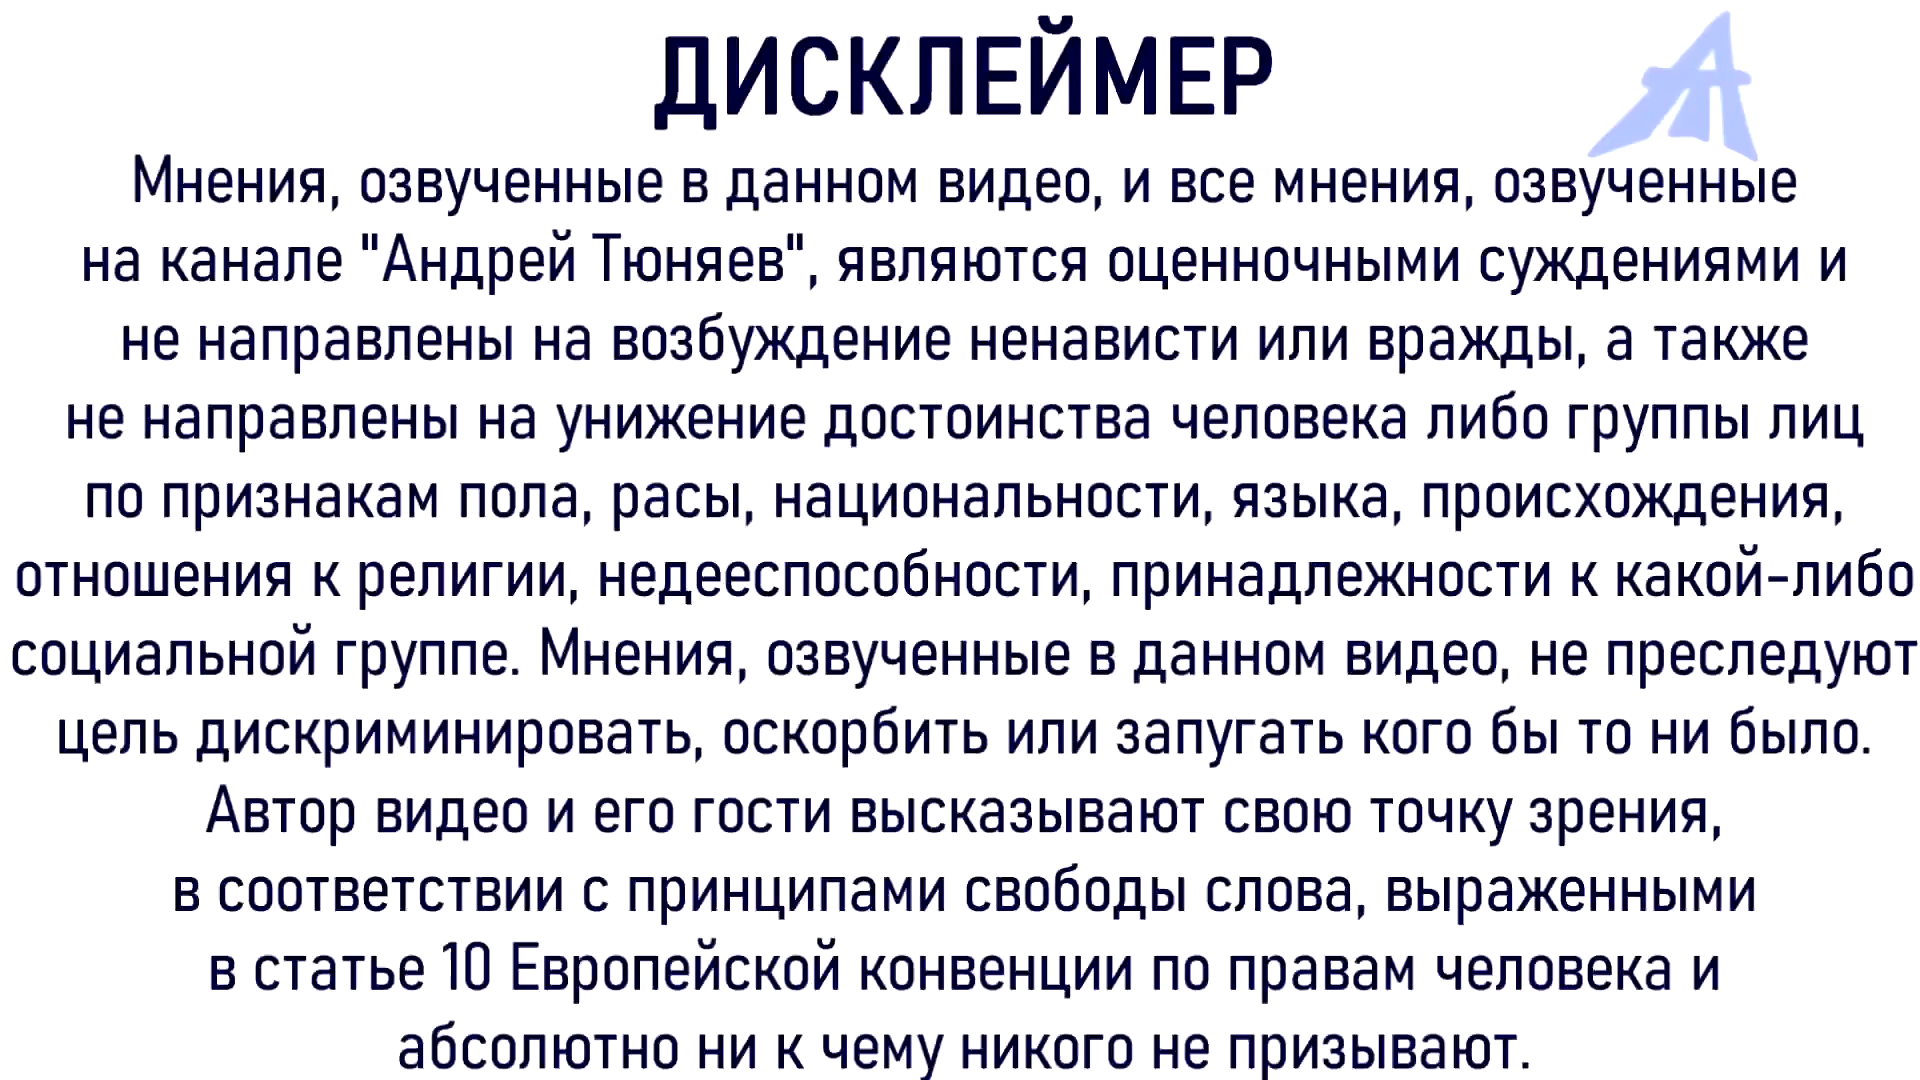 ДИСКЛЕЙМЕР
Мнения, озвученные в данном видео, и все мнения, озвученные
на канале "Андрей Тюняев", являются оценночными суждениями и
не направлены на возбуждение ненависти или вражды, а также
не направлены на унижение достоинства человека либо группы лиц
по признакам пола, расы, национальности, языка, происхождения,
отношения к религии, недееспособности, принадлежности к какой-либо
социальной группе. Мнения, озвученные в данном видео, не преследуют
цель дискриминировать, оскорбить или запугать кого бы то ни было.
Автор видео и его гости высказывают свою точку зрения,
в соответствии с принципами свободы слова, выраженными
в статье 10 Европейской конвенции по правам человека и
абсолютно ни к чему никого не призывают.